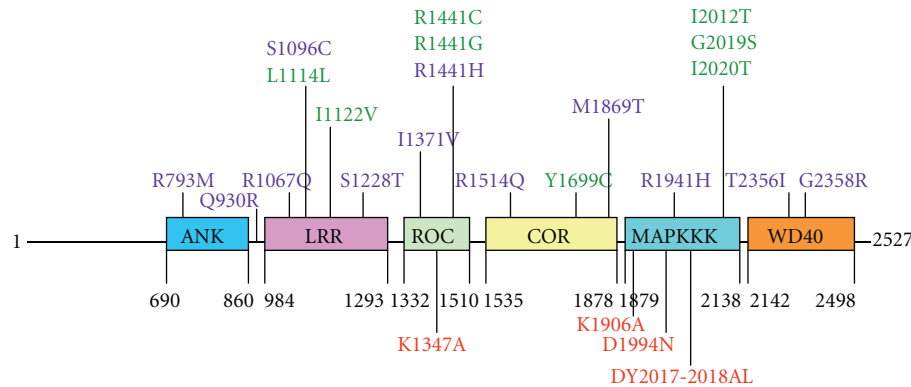 R1441C
I2012T
R1441G
G2019S
S1096C
R1441H
I2020T
L1114L
I1122V
M1869T
I1371V
R793M
Q930R
R1067Q
S1228T
R1514Q
Y1699C
R1941H
T2356I
G2358R
1
ANK
LRR
ROC
COR
MAPKKK
WD40
2527
690
860
984
1293
1332
1510
1535
1878
1879
2138
2142
2498
K1906A
K1347A
D1994N
DY2017-2018AL